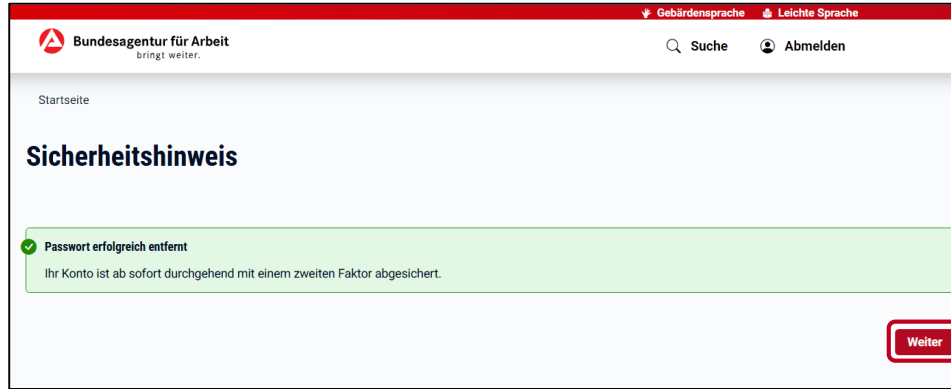 Gebärdensprache Leichte Sprache
Bundesagentur für Arbeit
bringt weiter.
Suche Abmelden
Startseite
Sicherheitshinweis
Passwort erfolgreich entfernt
Ihr Konto ist ab sofort durchgehend mit einem zweiten Faktor abgesichert.
Weiter